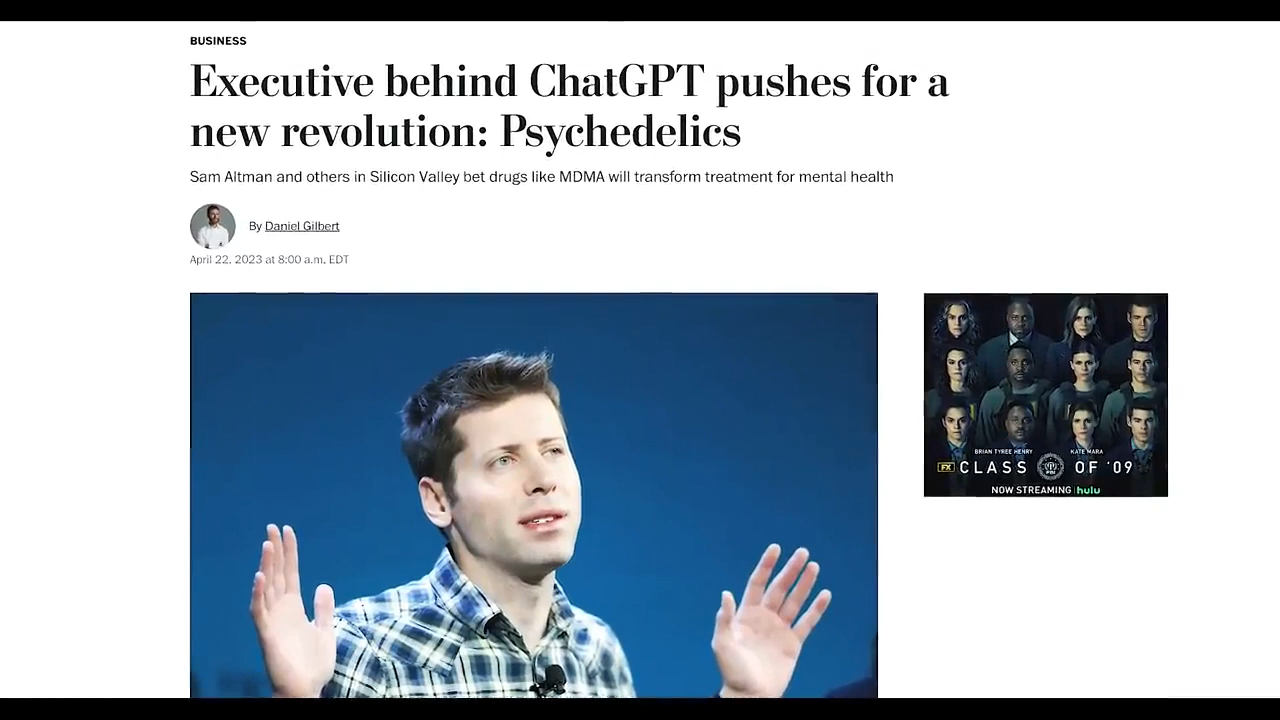 BUSINESS
Executive behind ChatGPT pushes for a
new revolution: Psychedelics
Sam Altman and others in Silicon Valley bet drugs like MDMA will transform treatment for mental health
By Daniel Gilbert
April 22, 2023 at 8:00 a.m. EDT
BRIAN TYREE HENRY KATE MARA
FX CLASS OF '09
NOW STREAMING | hulu